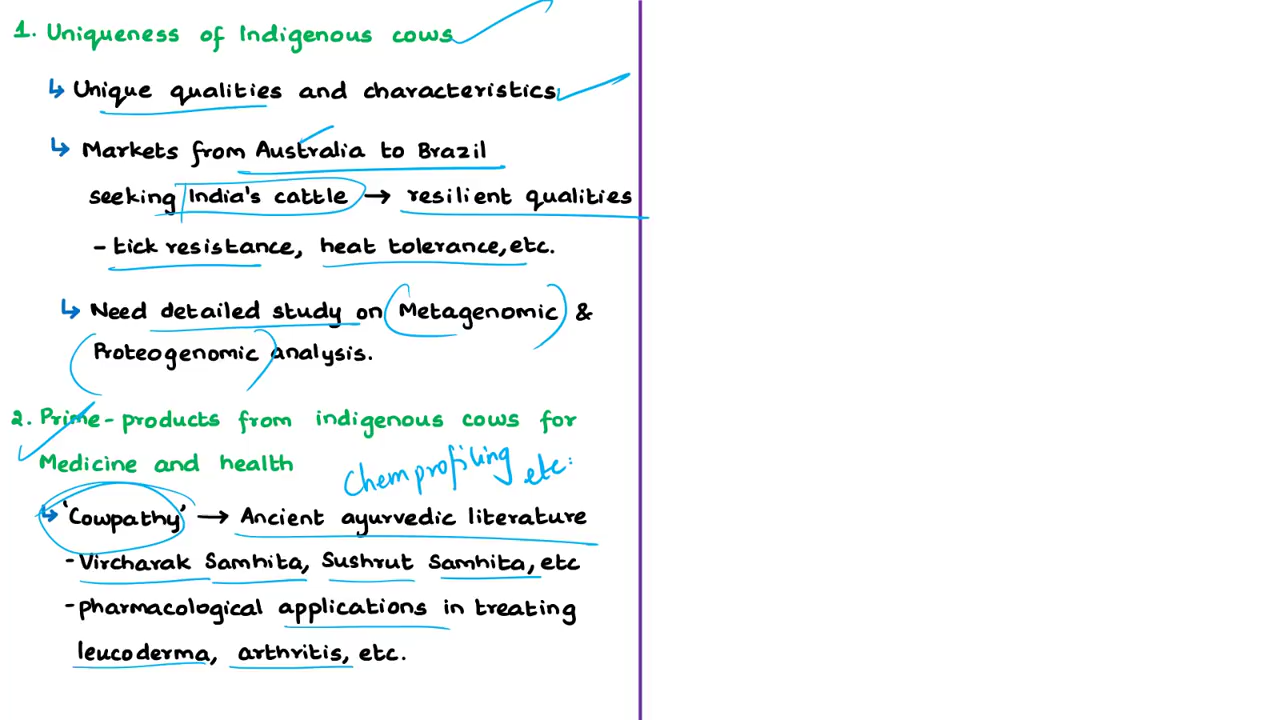 1. Uniqueness of Indigenous cows
↳ Unique qualities and characteristics
↳ Markets from Australia to Brazil
seeking India's cattle → resilient qualities
- tick resistance, heat tolerance, etc.
↳ Need detailed study on Metagenomic &
Proteogenomic analysis.
2. Prime-products from indigenous cows for
Medicine and health
Chem profiling etc.
↳ 'Cowpathy' → Ancient ayurvedic literature
- Vircharak Samhita, Sushrut Samhita, etc
- pharmacological applications in treating
leucoderma, arthritis, etc.